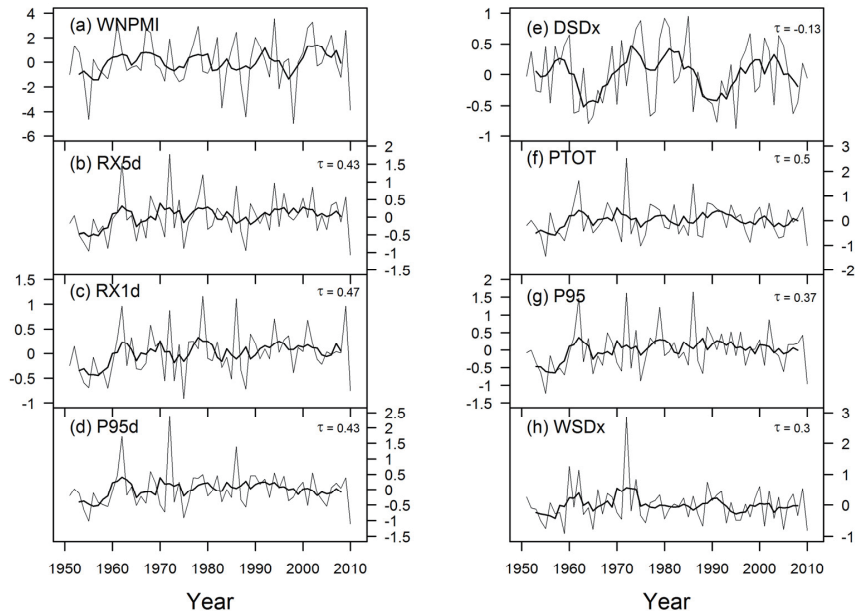 (a) WNPMI
4
2
0
-2
-4
-6
(b) RX5d
τ = 0.43
2
1.5
1
0.5
0
-0.5
-1
-1.5
(c) RX1d
τ = 0.47
1.5
1
0.5
0
-0.5
-1
(d) P95d
τ = 0.43
2.5
1.5
0.5
-0.5
-1.5
1950 1960 1970 1980 1990 2000 2010
Year
(e) DSDx
τ = -0.13
1
0.5
0
-0.5
-1
(f) PTOT
τ = 0.5
3
2
1
0
-1
-2
(g) P95
τ = 0.37
2
1.5
1
0.5
0
-0.5
-1
-1.5
(h) WSDx
τ = 0.3
3
2
1
0
-1
1950 1960 1970 1980 1990 2000 2010
Year